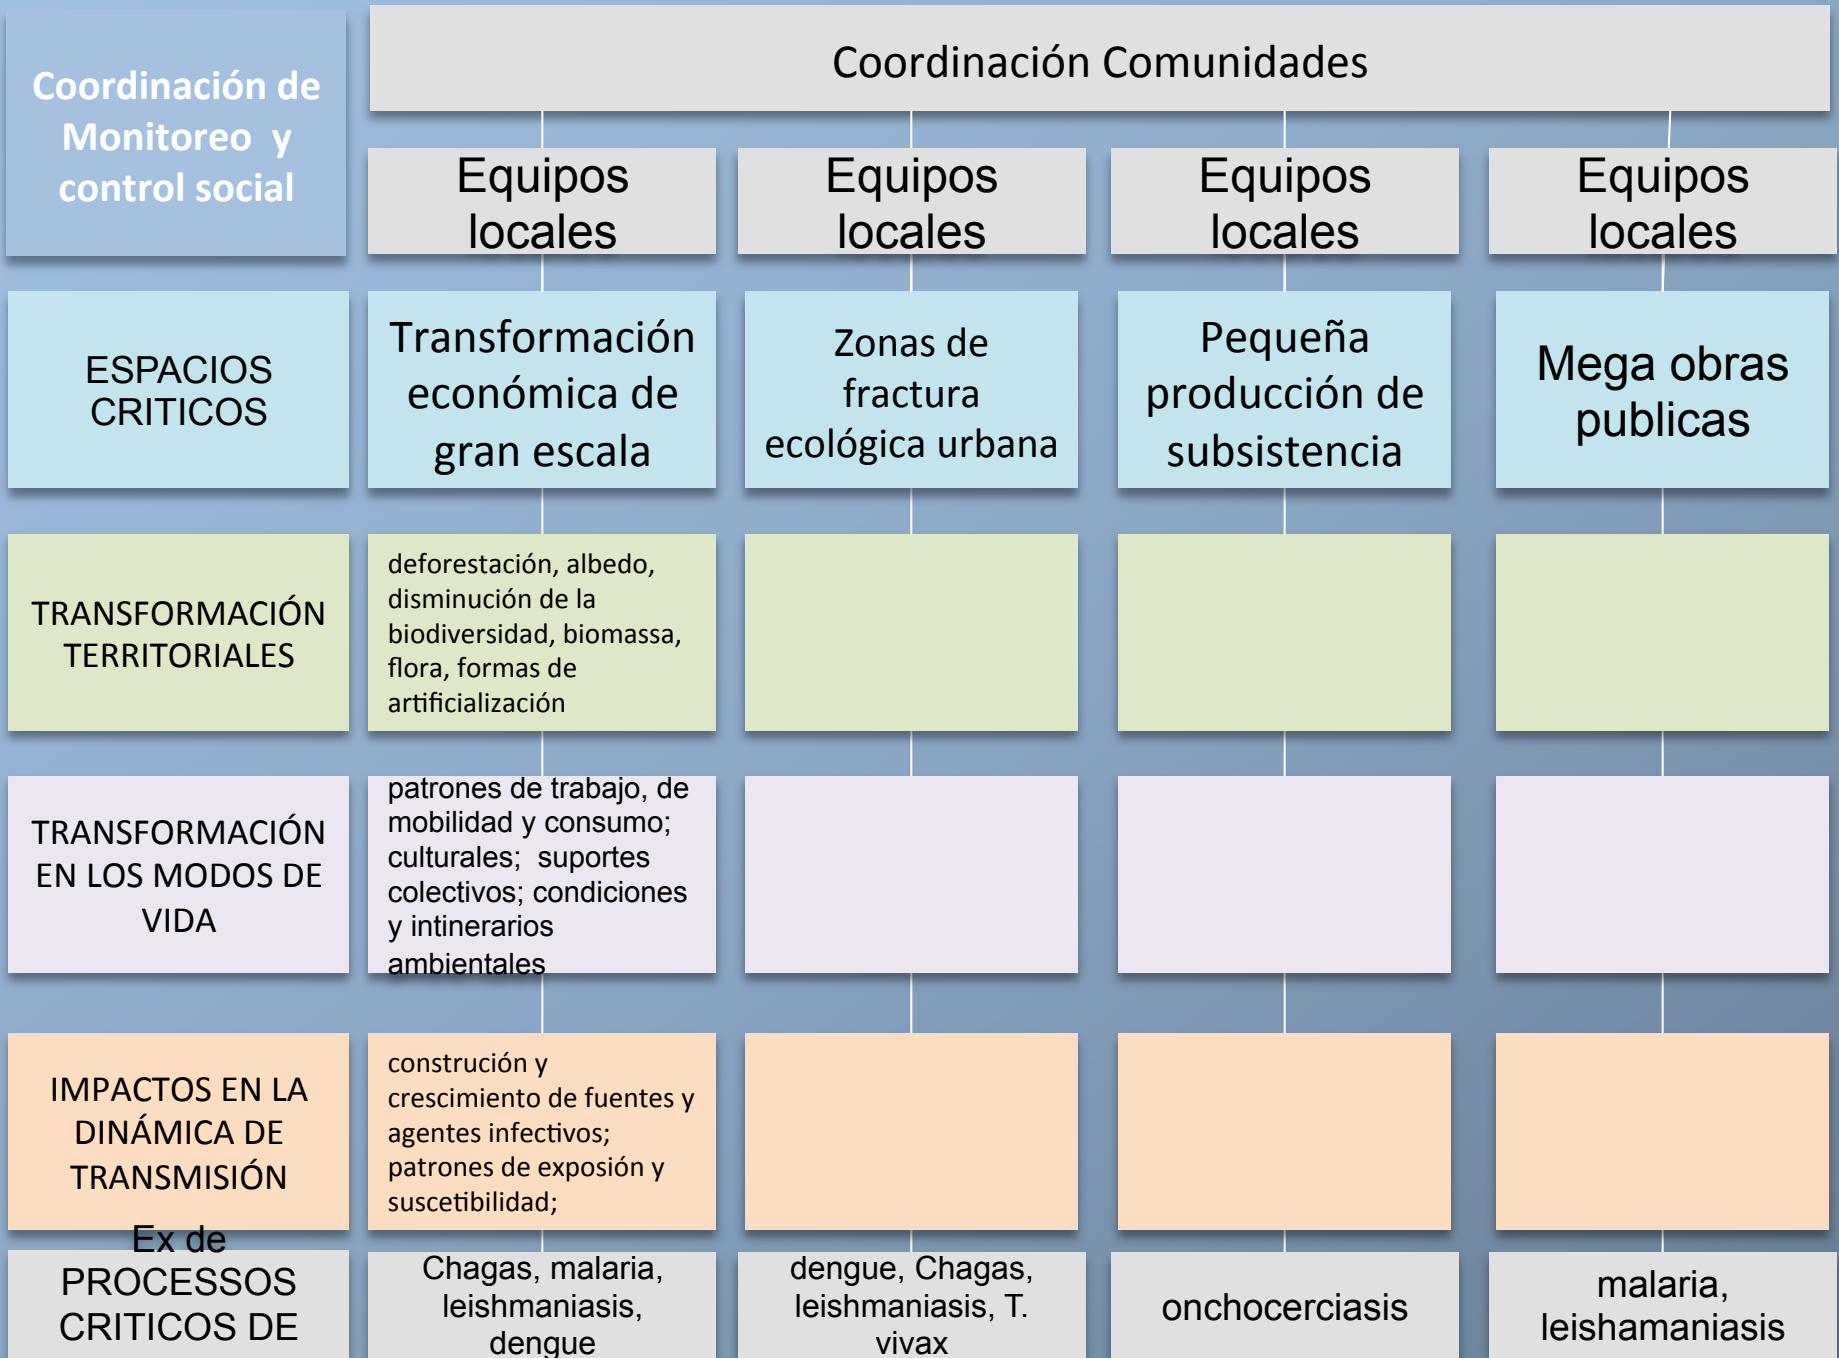 Coordinación de
Monitoreo y
control social
Coordinación Comunidades
Equipos
locales
Equipos
locales
Equipos
locales
Equipos
locales
ESPACIOS
CRITICOS
Transformación
económica de
gran escala
Zonas de
fractura
ecológica urbana
Pequeña
producción de
subsistencia
Mega obras
publicas
TRANSFORMACIÓN
TERRITORIALES
deforestación, albedo,
disminución de la
biodiversidad, biomassa,
flora, formas de
artificialización
TRANSFORMACIÓN
EN LOS MODOS DE
VIDA
patrones de trabajo, de
mobilidad y consumo;
culturales; suportes
colectivos; condiciones
y intinerarios
ambientales
IMPACTOS EN LA
DINÁMICA DE
TRANSMISIÓN
construción y
crescimiento de fuentes y
agentes infectivos;
patrones de exposión y
suscetibilidad;
Ex de
PROCESSOS
CRITICOS DE
Chagas, malaria,
leishmaniasis,
dengue
dengue, Chagas,
leishmaniasis, T.
vivax
onchocerciasis
malaria,
leishamaniasis